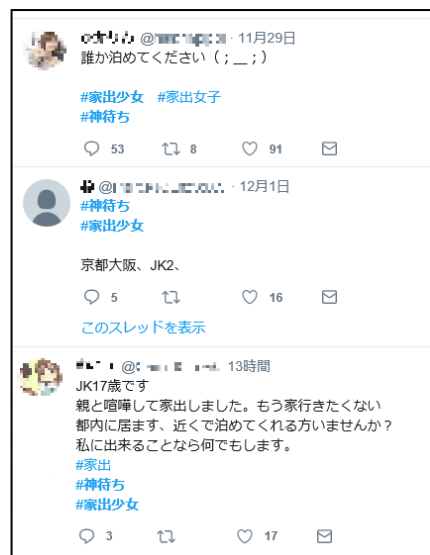 11月29日
誰か泊めてください（；__；）
#家出少女 #家出女子
#神待ち
53 8 91
12月1日
#神待ち
#家出少女
京都大阪、JK2、
5 16
このスレッドを表示
13時間
JK17歳です
親と喧嘩して家出しました。もう家行きたくない
都内に居ます、近くで泊めてくれる方いませんか？
私に出来ることなら何でもします。
#家出
#神待ち
#家出少女
3 17